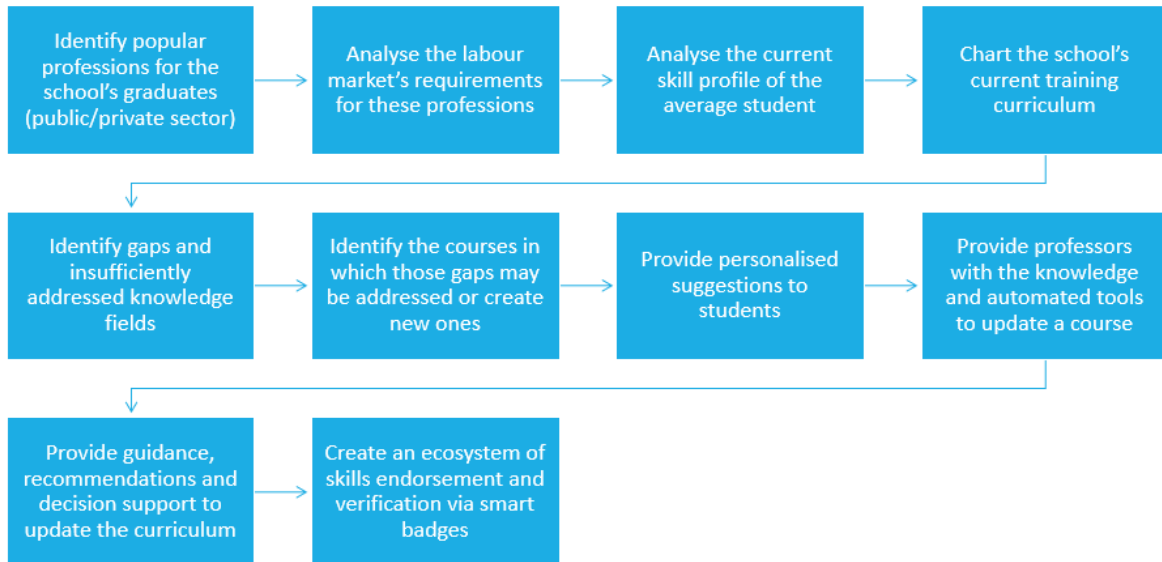 Identify popular
professions for the
school's graduates
(public/private sector)
Analyse the labour
market's requirements
for these professions
Analyse the current
skill profile of the
average student
Chart the school's
current training
curriculum
Identify gaps and
insufficiently
addressed knowledge
fields
Identify the courses in
which those gaps may
be addressed or create
new ones
Provide personalised
suggestions to
students
Provide professors
with the knowledge
and automated tools
to update a course
Provide guidance,
recommendations and
decision support to
update the curriculum
Create an ecosystem of
skills endorsement and
verification via smart
badges